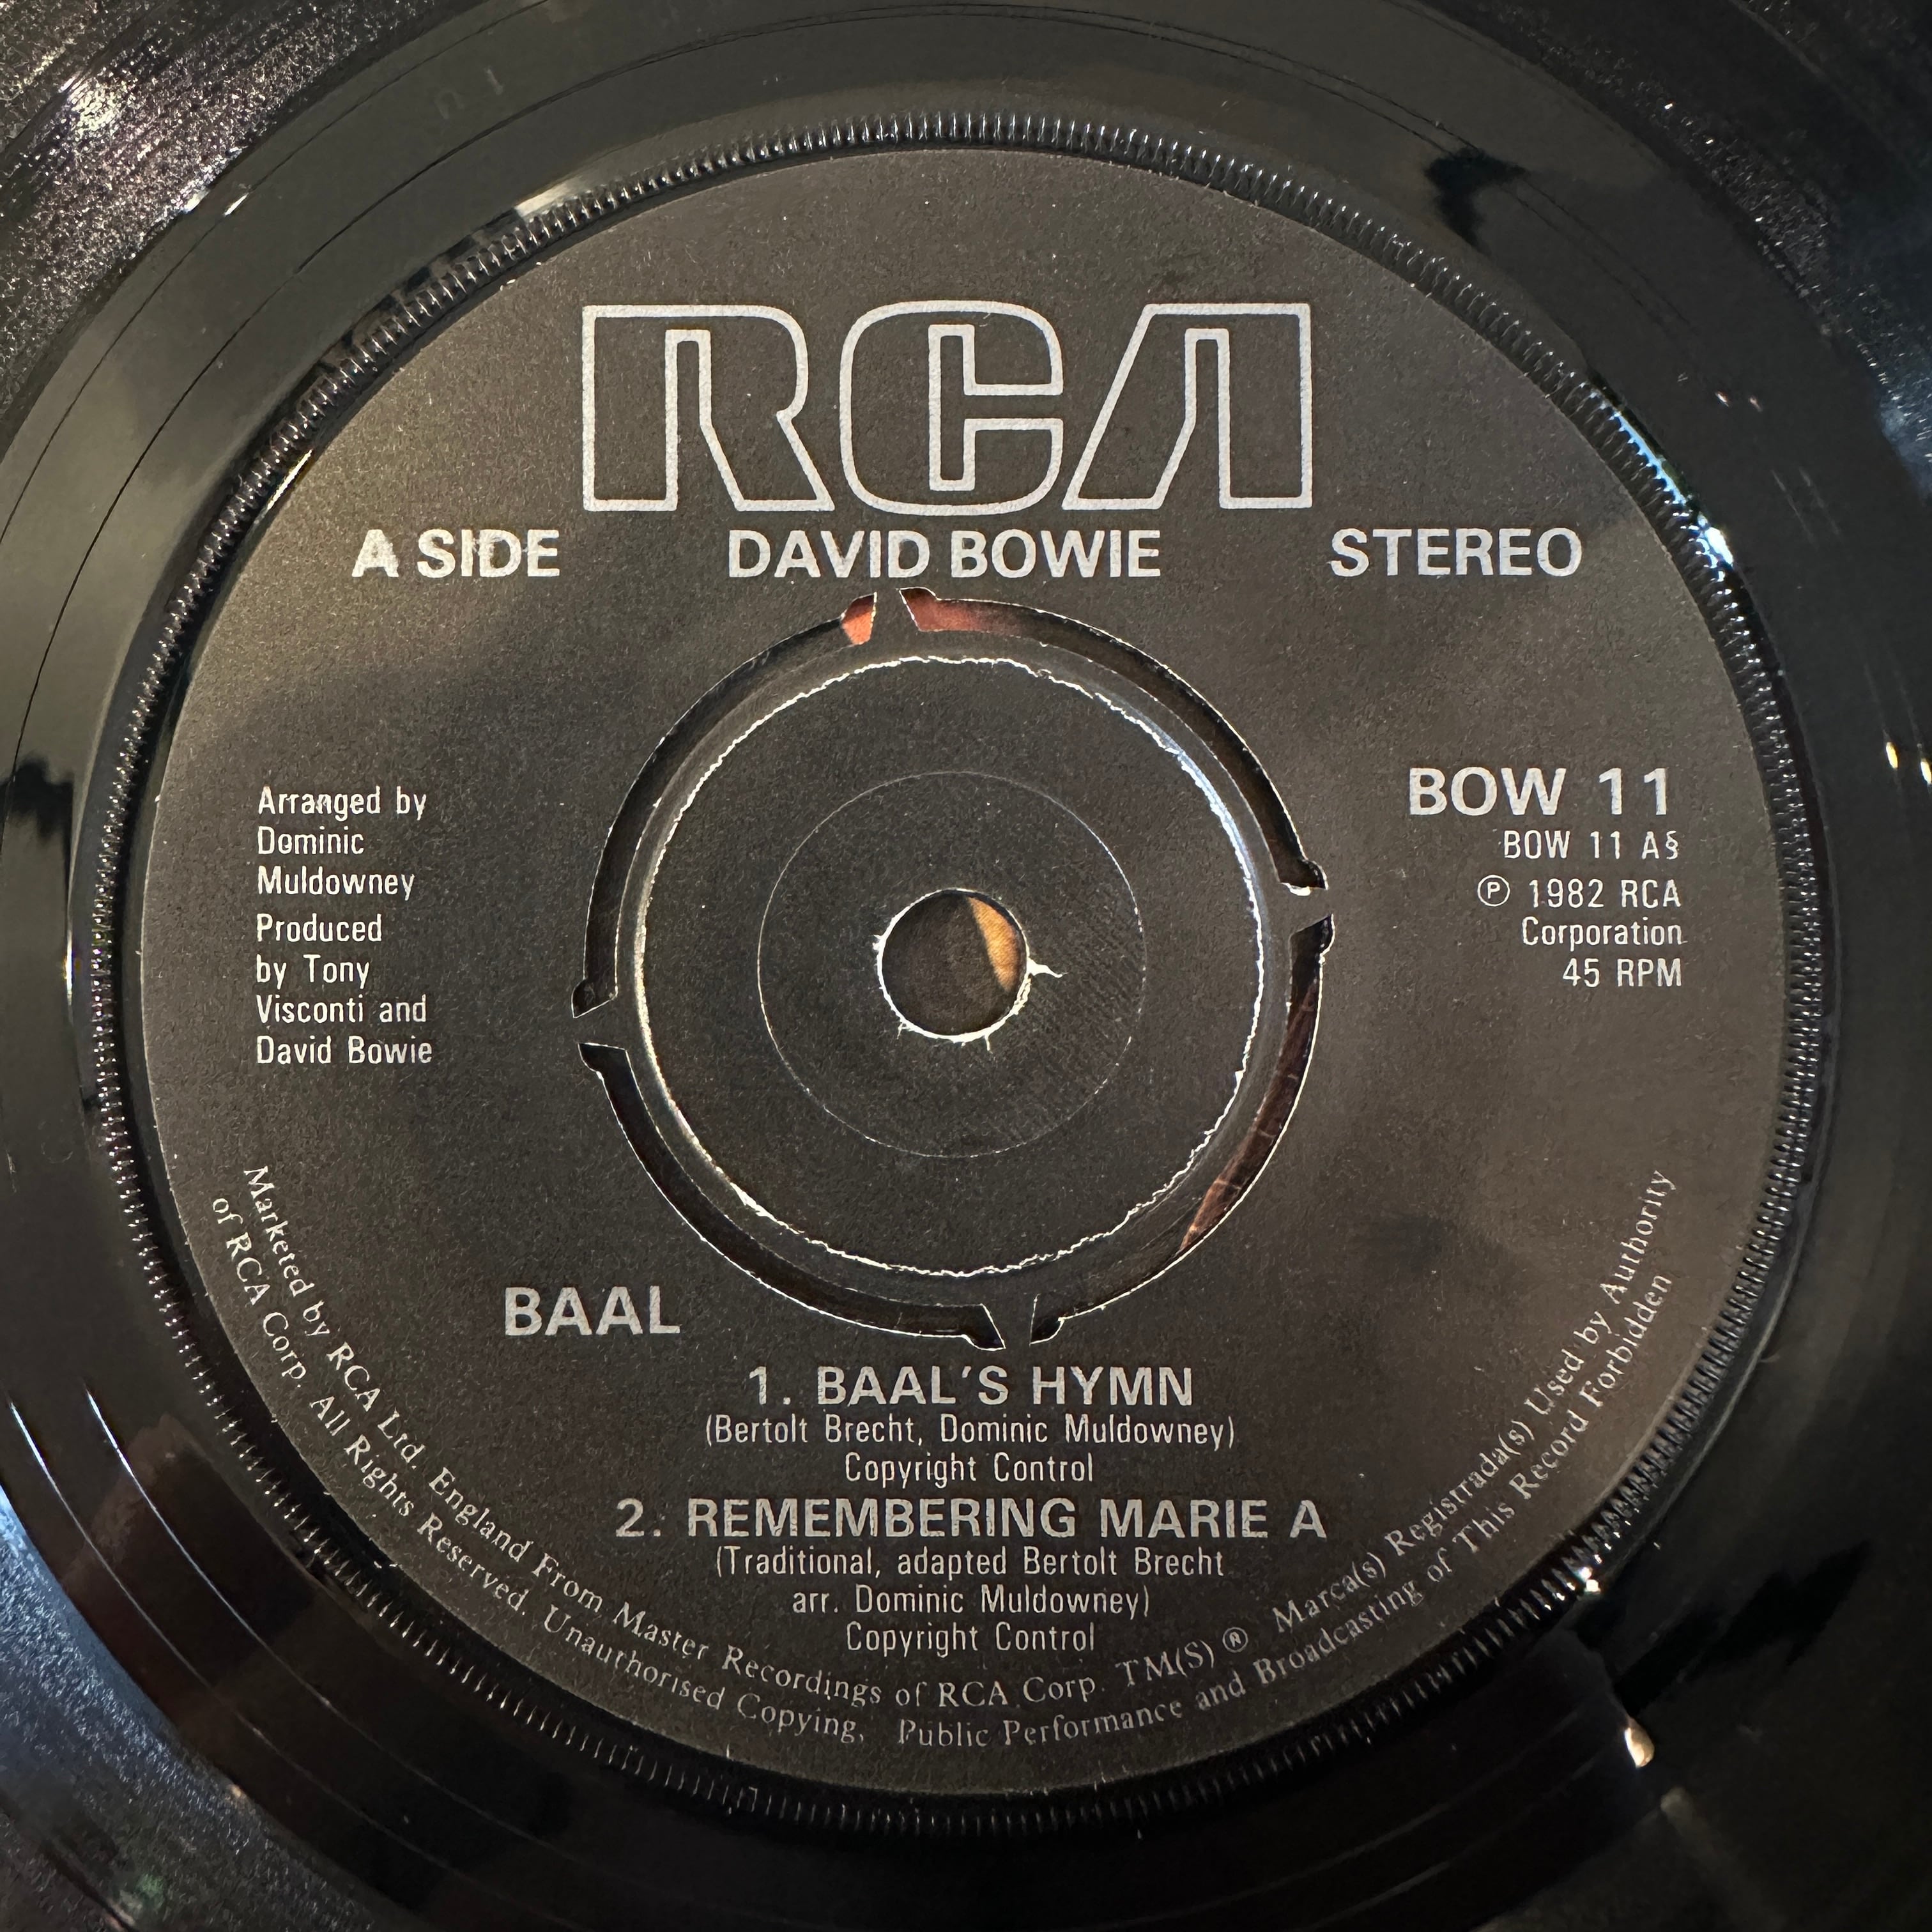 RCA
A SIDE DAVID BOWIE STEREO
Arranged by
Dominic
Muldowney
Produced
by Tony
Visconti and
David Bowie
BOW 11
BOW 11 A§
℗ 1982 RCA
Corporation
45 RPM
BAAL
1. BAAL'S HYMN
(Bertolt Brecht, Dominic Muldowney)
Copyright Control
2. REMEMBERING MARIE A
(Traditional, adapted Bertolt Brecht
arr. Dominic Muldowney)
Copyright Control
Marketed by RCA Ltd. England From Master Recordings of RCA Corp. TM(S) ® Marca(s) Registrada(s) Used by Authority
of RCA Corp. All Rights Reserved. Unauthorised Copying, Public Performance and Broadcasting of This Record Forbidden